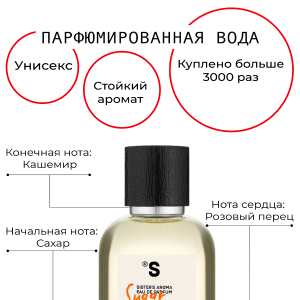 ПАРФЮМИРОВАННАЯ ВОДА
Унисекс
Стойкий
аромат
Куплено больше
3000 раз
Конечная нота:
Кашемир
Нота сердца:
Розовый перец
Начальная нота:
Сахар
®S
SISTER'S AROMA
EAU DE PARFUM
Sugar